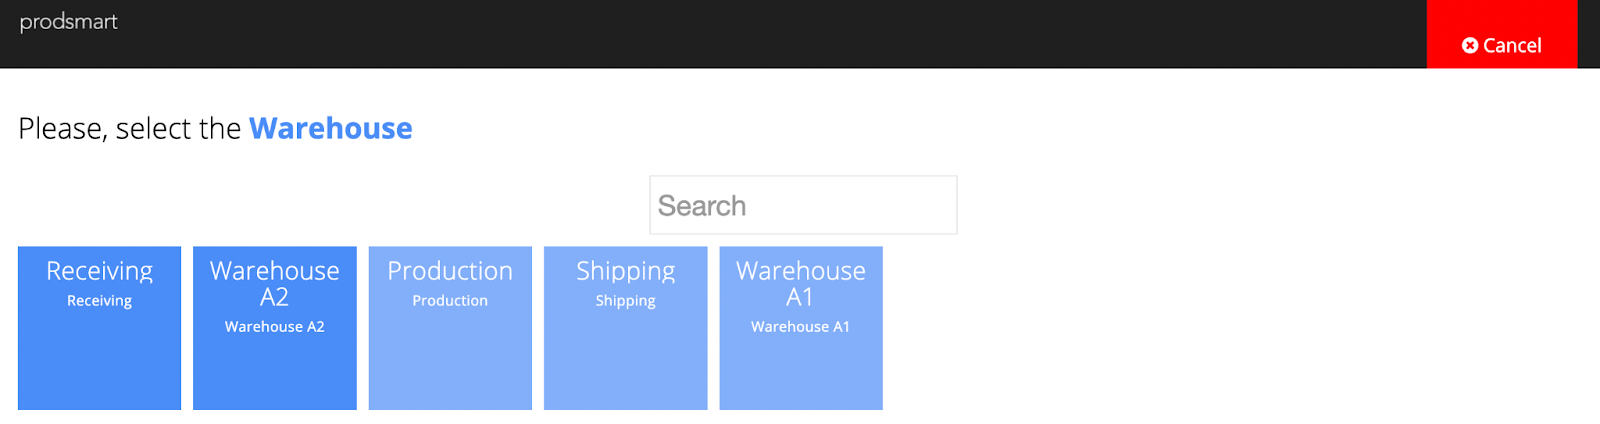 prodsmart
Cancel
Please, select the Warehouse
Search
Receiving
Receiving
Warehouse
A2
Warehouse A2
Production
Production
Shipping
Shipping
Warehouse
A1
Warehouse A1